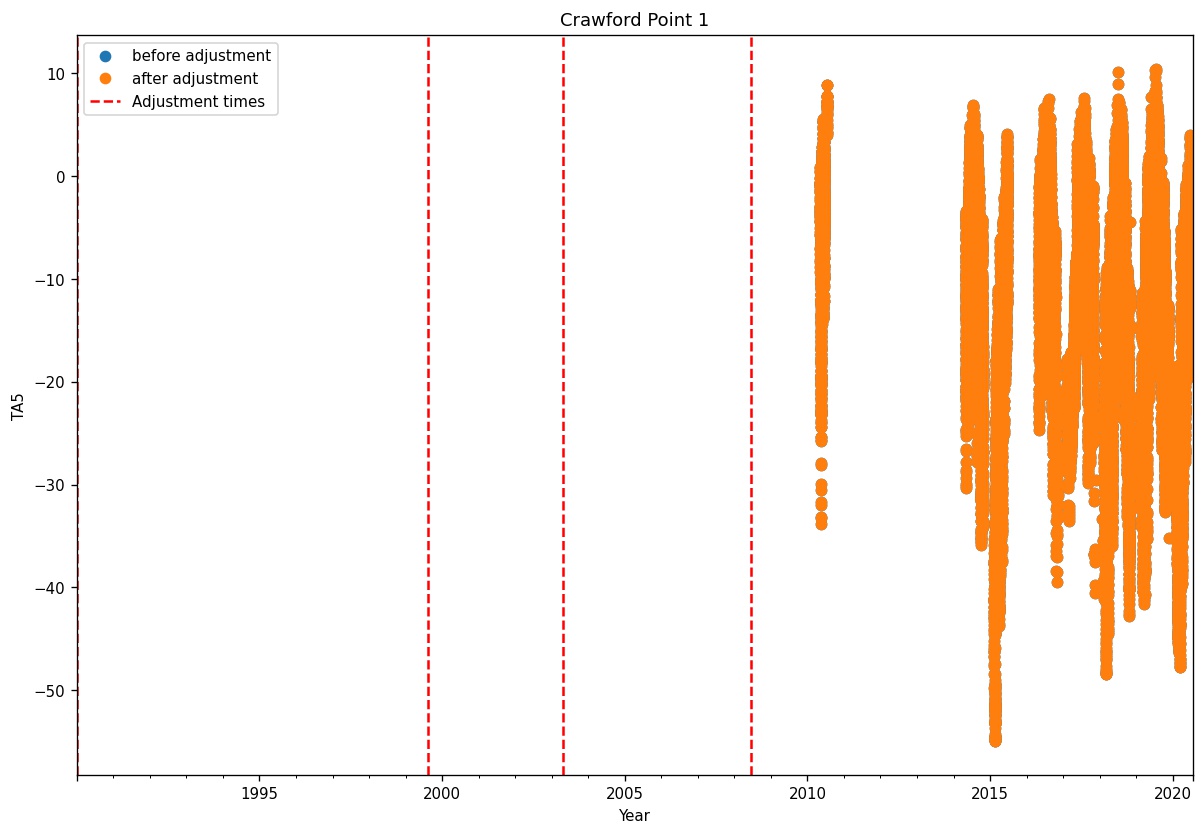 Crawford Point 1
before adjustment
after adjustment
Adjustment times
10
0
−10
−20
−30
−40
−50
TA5
1995
2000
2005
2010
2015
2020
Year